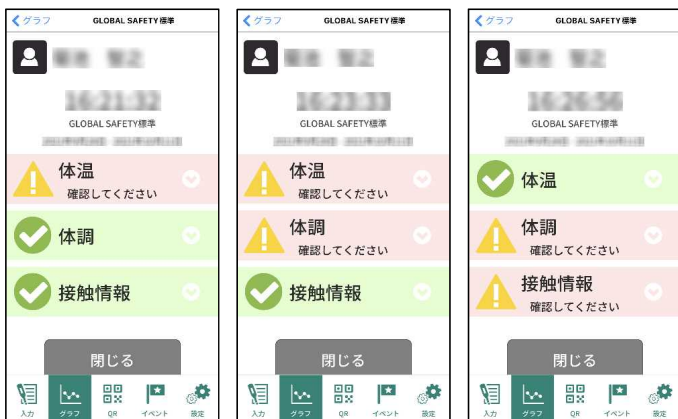 グラフ
GLOBAL SAFETY標準
GLOBAL SAFETY標準
体温
確認してください
体調
接触情報
閉じる
入力
グラフ
QR
イベント
設定
グラフ
GLOBAL SAFETY標準
GLOBAL SAFETY標準
体温
確認してください
体調
確認してください
接触情報
閉じる
入力
グラフ
QR
イベント
設定
グラフ
GLOBAL SAFETY標準
GLOBAL SAFETY標準
体温
体調
確認してください
接触情報
確認してください
閉じる
入力
グラフ
QR
イベント
設定